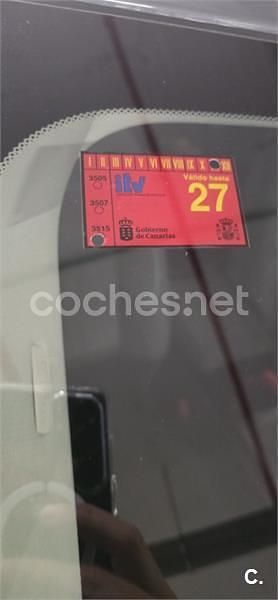 I II III IV V VI VII VIII IX X XII
3505 itv Válido hasta
3507 27
3515 Gobierno
de Canarias
coches.net
C.